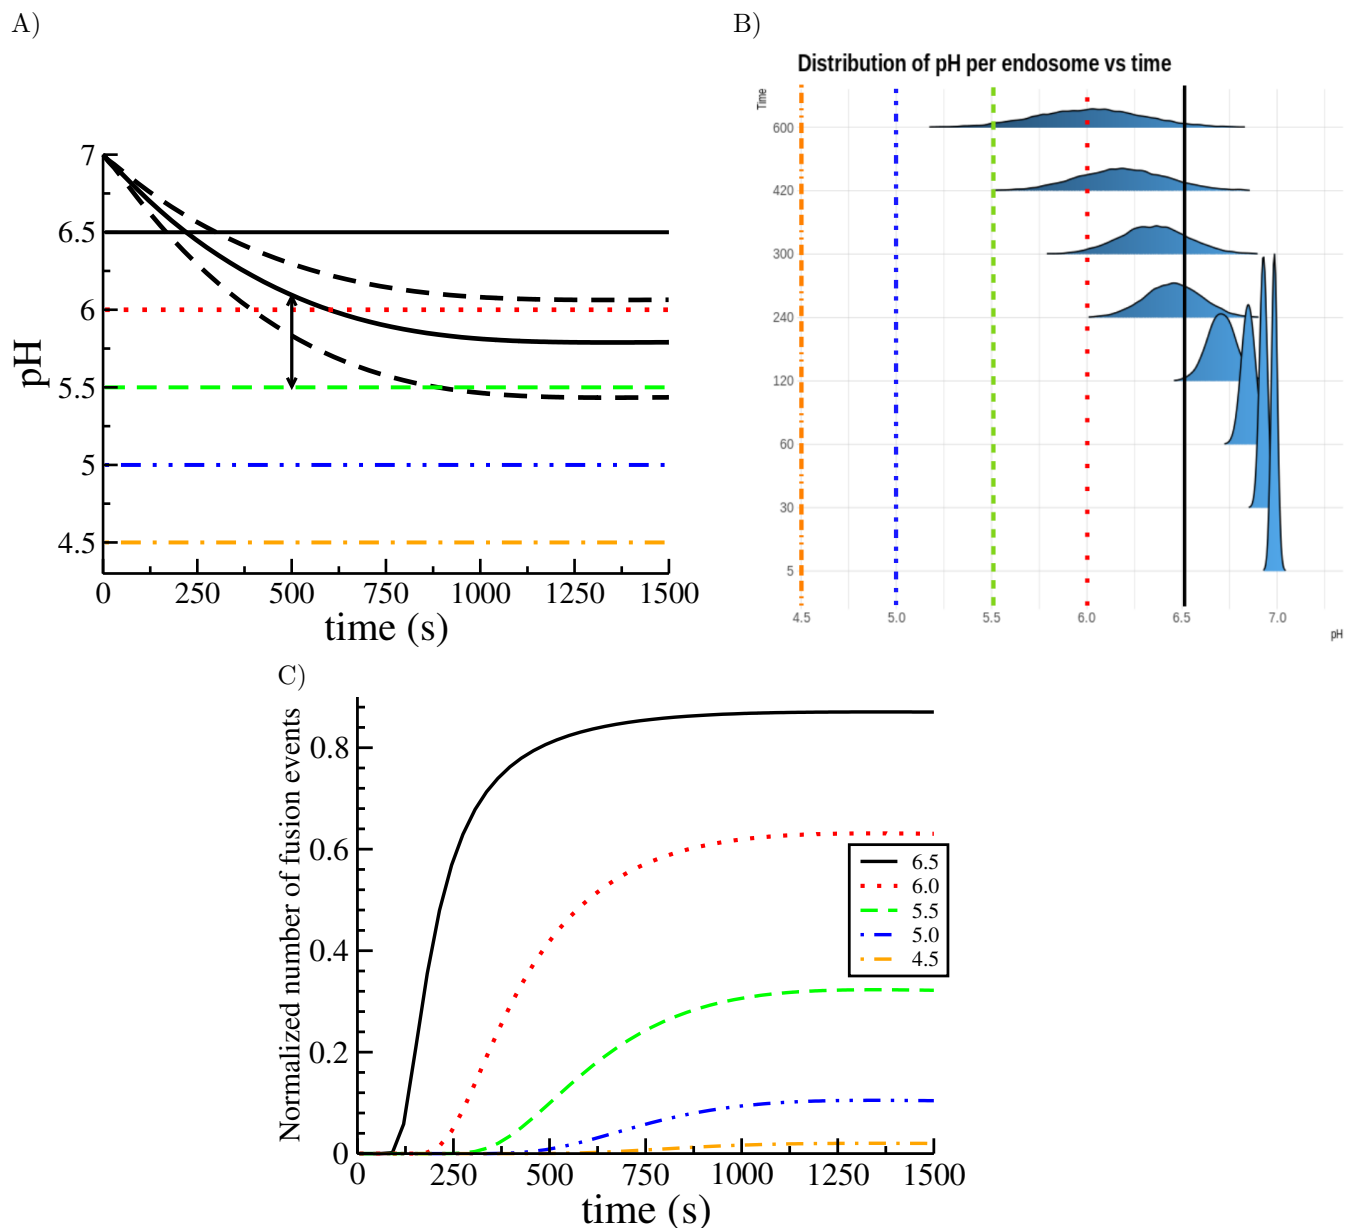 A)
7
6.5
6
5.5
5
4.5
pH
0 250 500 750 1000 1250 1500
time (s)
B)
Distribution of pH per endosome vs time
Time
600
420
300
240
120
60
30
5
4.5 5.0 5.5 6.0 6.5 7.0
pH
C)
Normalized number of fusion events
0.8
0.6
0.4
0.2
0
6.5
6.0
5.5
5.0
4.5
0 250 500 750 1000 1250 1500
time (s)